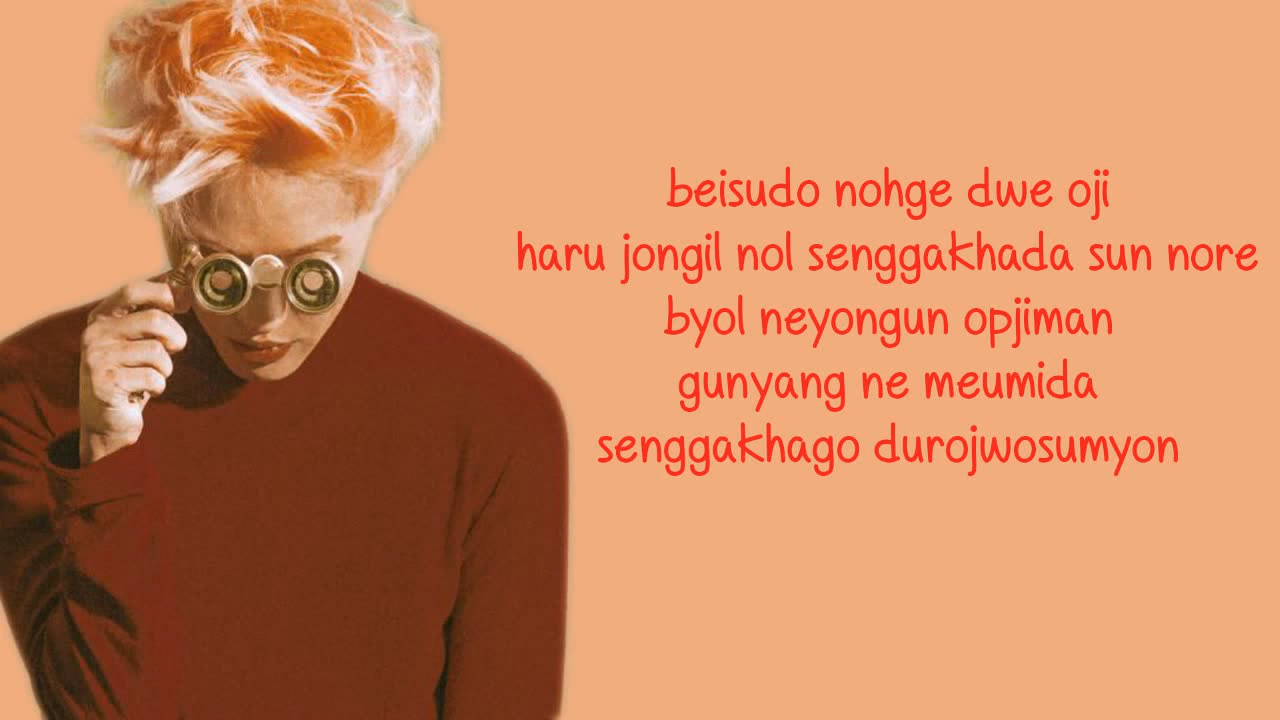 beisudo nohge dwe oji
haru jongil nol senggakhada sun nore
byol neyongun opjiman
gunyang ne meumida
senggakhago durojwosumyon